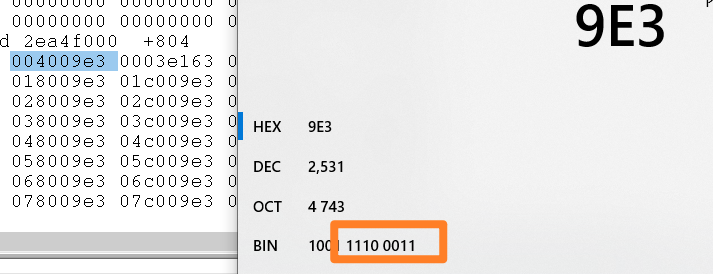 00000000 00000000 0
00000000 00000000 0
d 2ea4f000 +804
004009e3 0003e163 0
018009e3 01c009e3 0
028009e3 02c009e3 0
038009e3 03c009e3 0
048009e3 04c009e3 0
058009e3 05c009e3 0
068009e3 06c009e3 0
078009e3 07c009e3 0
9E3
HEX 9E3
DEC 2,531
OCT 4 743
BIN 1001 1110 0011